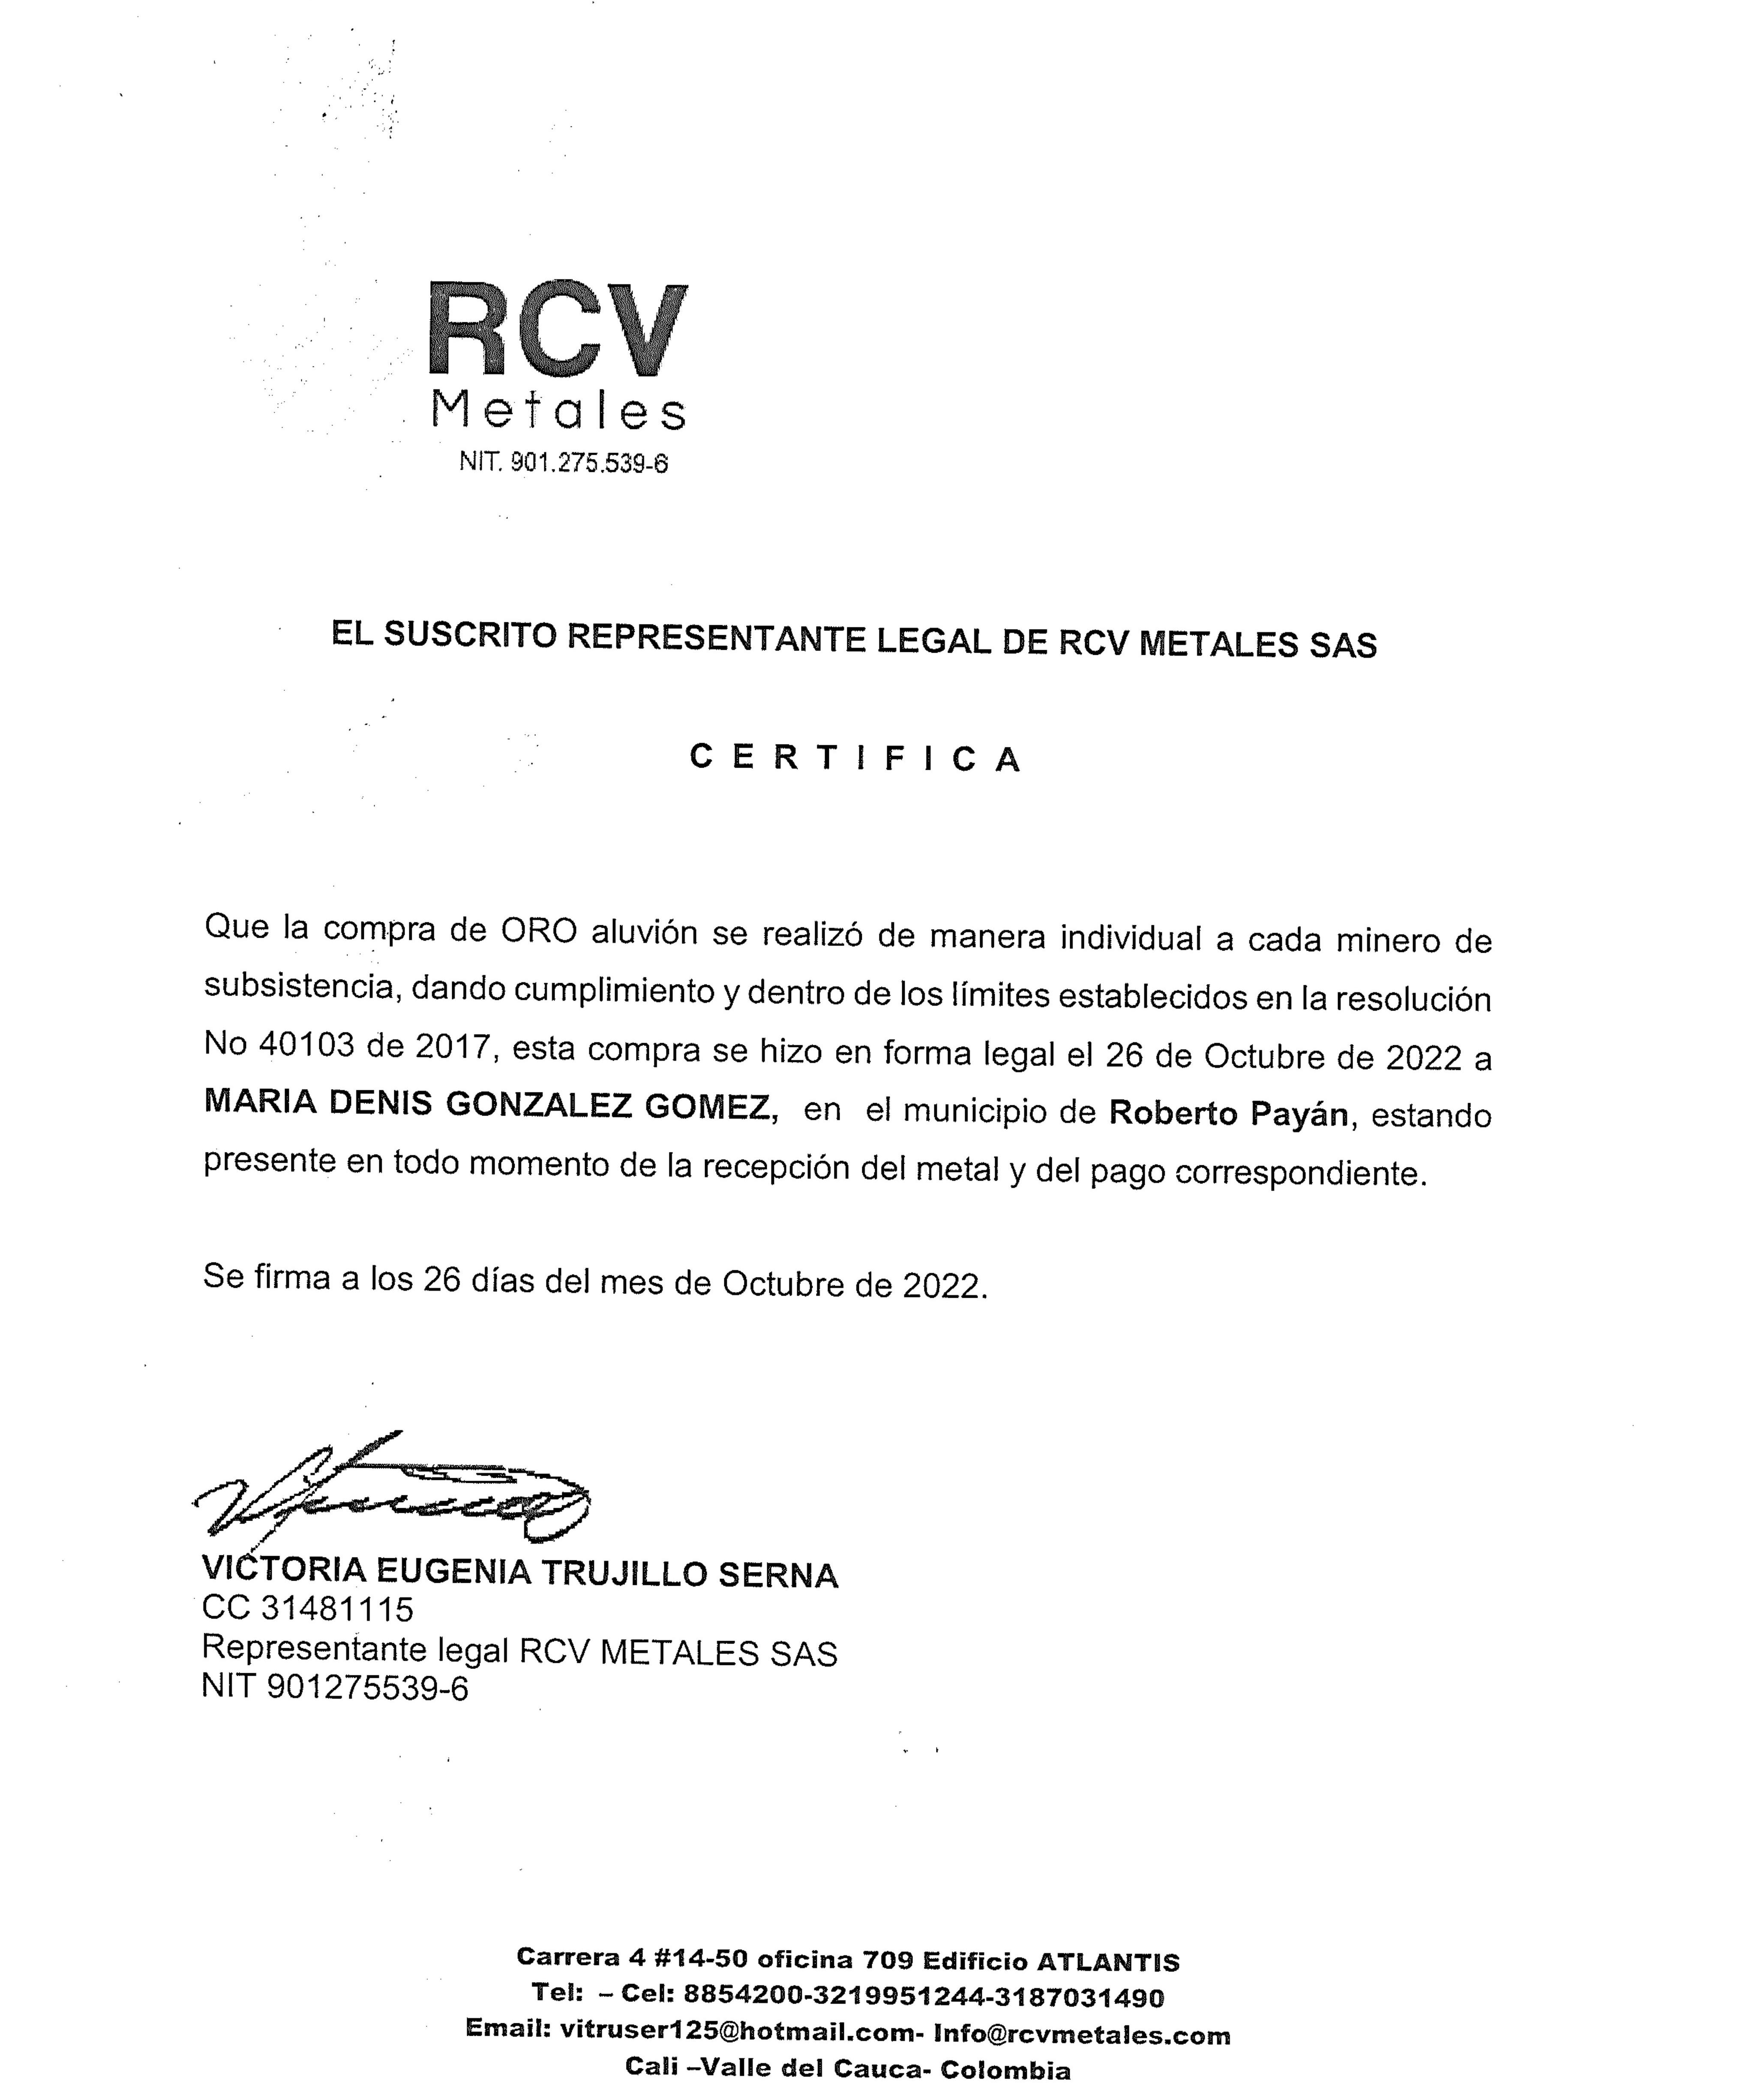 RCV
Metales
NIT. 901.275.539-6
EL SUSCRITO REPRESENTANTE LEGAL DE RCV METALES SAS
C E R T I F I C A
Que la compra de ORO aluvión se realizó de manera individual a cada minero de
subsistencia, dando cumplimiento y dentro de los límites establecidos en la resolución
No 40103 de 2017, esta compra se hizo en forma legal el 26 de Octubre de 2022 a
MARIA DENIS GONZALEZ GOMEZ, en el municipio de Roberto Payán, estando
presente en todo momento de la recepción del metal y del pago correspondiente.
Se firma a los 26 días del mes de Octubre de 2022.
VICTORIA EUGENIA TRUJILLO SERNA
CC 31481115
Representante legal RCV METALES SAS
NIT 901275539-6
Carrera 4 #14-50 oficina 709 Edificio ATLANTIS
Tel: – Cel: 8854200-3219951244-3187031490
Email: vitruser125@hotmail.com- Info@rcvmetales.com
Cali –Valle del Cauca- Colombia